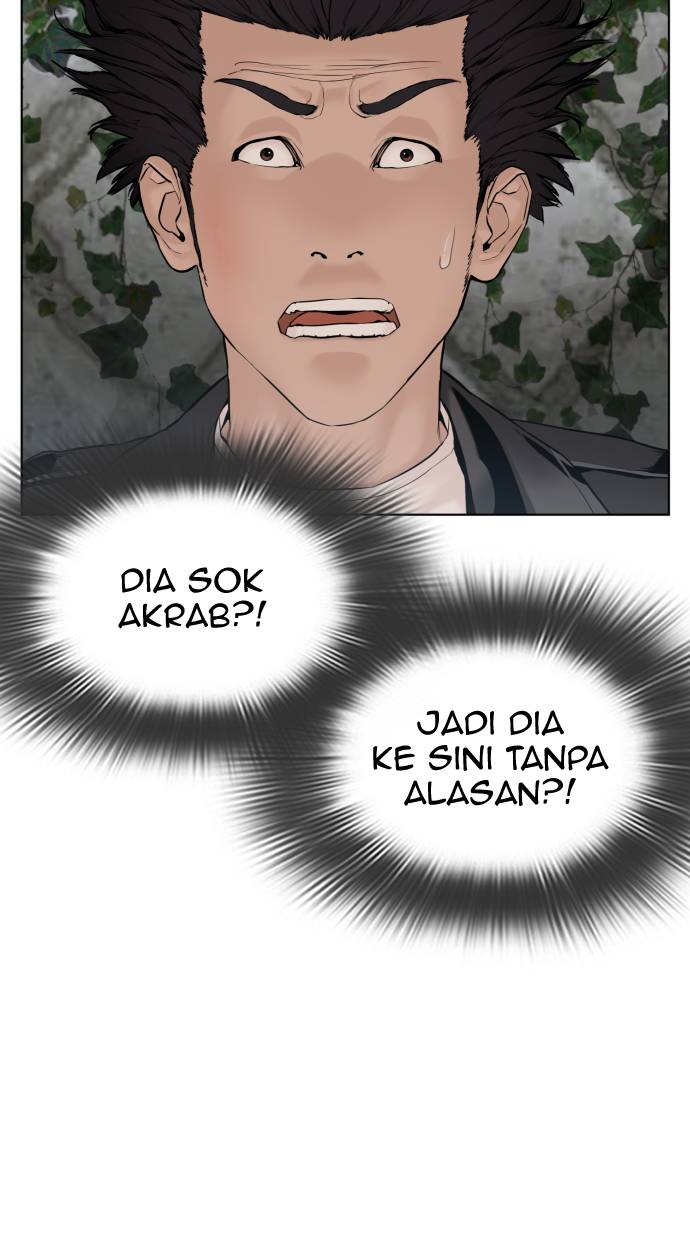 DIA SOK
AKRAB?!
JADI DIA
KE SINI TANPA
ALASAN?!